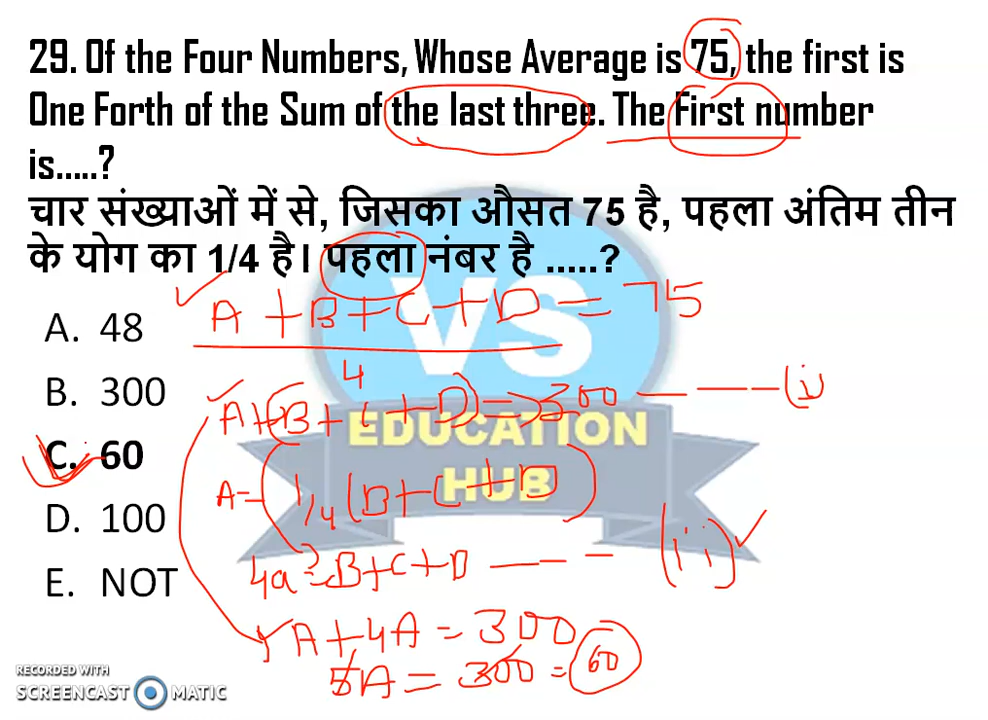 29. Of the Four Numbers, Whose Average is 75, the first is
One Forth of the Sum of the last three. The First number
is.....?
चार संख्याओं में से, जिसका औसत 75 है, पहला अंतिम तीन
के योग का 1/4 है। पहला नंबर है .....?
A. 48
B. 300
C. 60
D. 100
E. NOT
VS
EDUCATION
HUB
A + B + C + D = 75
4
A + (B + C + D) = 300 — — — (i)
A = (1/4 (B + C + D)
4a = B + C + D — — — (ii)
A + 4A = 300
5A = 300 = 60
RECORDED WITH
SCREENCAST MATIC